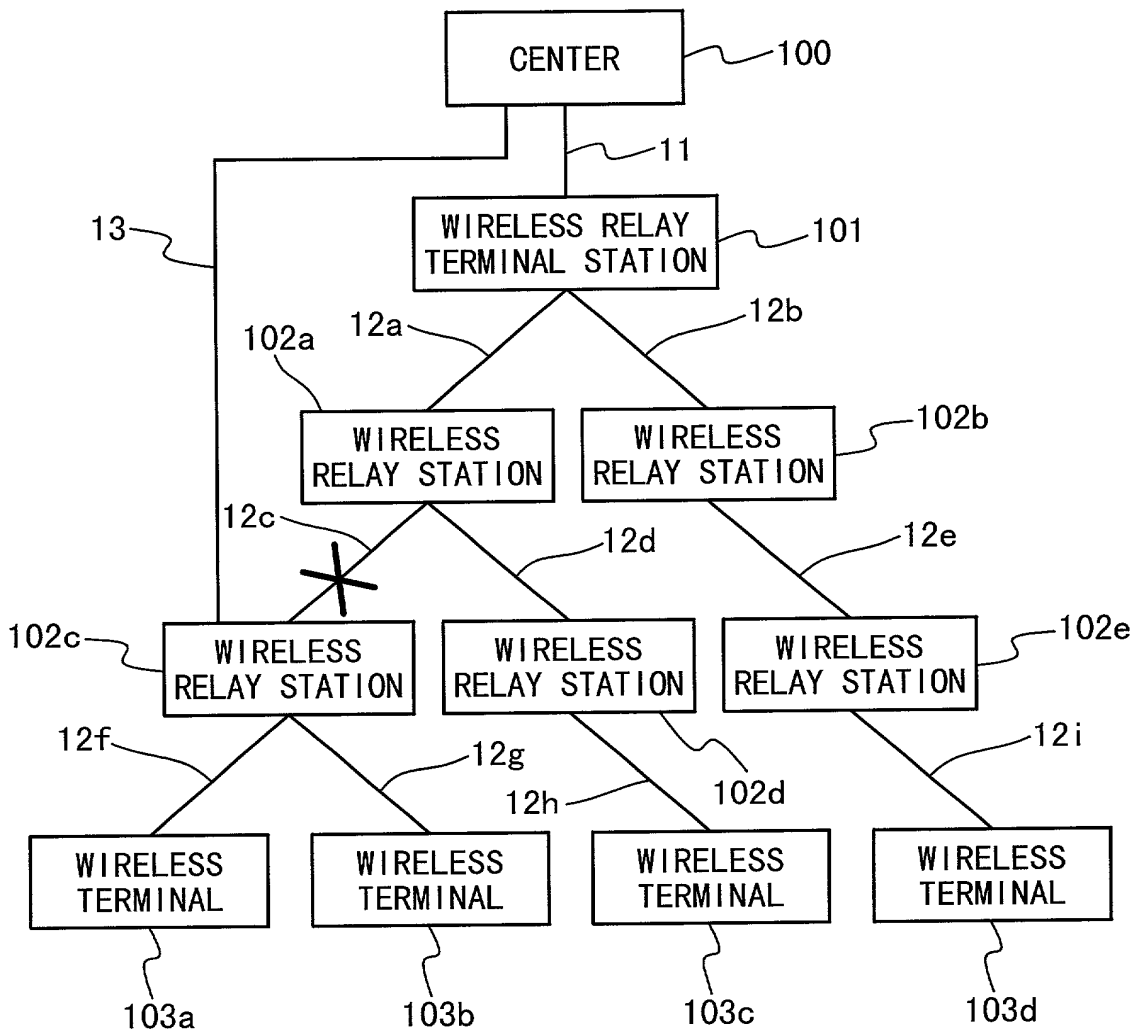 CENTER
100
11
13
WIRELESS RELAY
TERMINAL STATION
101
12a
12b
102a
102b
WIRELESS
RELAY STATION
WIRELESS
RELAY STATION
12c
12d
12e
102c
102e
WIRELESS
RELAY STATION
WIRELESS
RELAY STATION
WIRELESS
RELAY STATION
12f
12g
12h
102d
12i
WIRELESS
TERMINAL
WIRELESS
TERMINAL
WIRELESS
TERMINAL
WIRELESS
TERMINAL
103a
103b
103c
103d